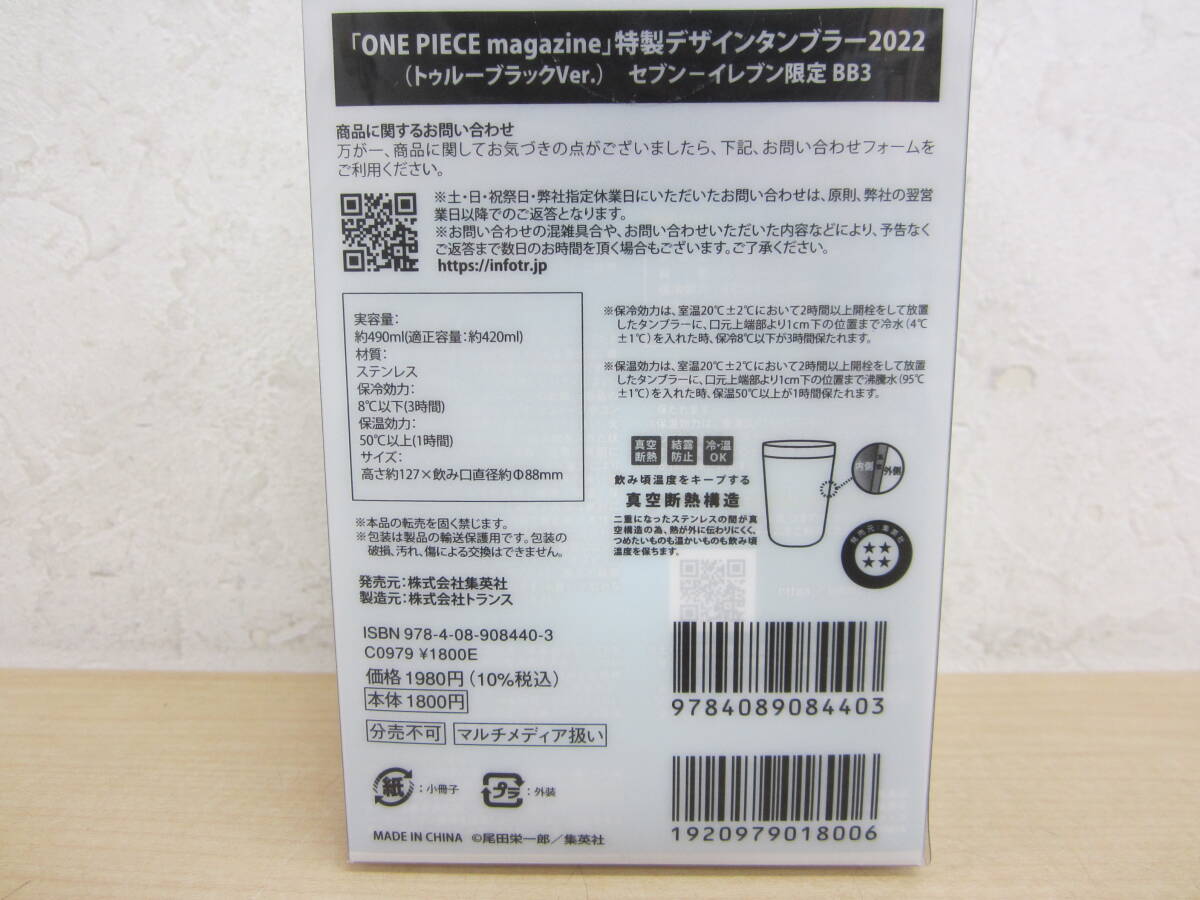 「ONE PIECE magazine」特製デザインタンブラー2022
（トゥルーブラックVer.） セブン－イレブン限定 BB3
商品に関するお問い合わせ
万が一、商品に関してお気づきの点がございましたら、下記、お問い合わせフォームを
ご利用ください。
※土・日・祝祭日・弊社指定休業日にいただいたお問い合わせは、原則、弊社の翌営
業日以降でのご返答となります。
※お問い合わせの混雑具合や、お問い合わせいただいた内容などにより、予告なく
ご返答まで数日のお時間を頂く場合もございます。ご了承ください。
https://infotr.jp
実容量：
約490ml(適正容量：約420ml)
材質：
ステンレス
保冷効力：
8℃以下(3時間)
保温効力：
50℃以上(1時間)
サイズ：
高さ約127×飲み口直径約Φ88mm
※保冷効力は、室温20℃±2℃において2時間以上開栓をして放置
したタンブラーに、口元上端部より1cm下の位置まで冷水（4℃
±1℃）を入れた時、保冷8℃以下が3時間保たれます。
※保温効力は、室温20℃±2℃において2時間以上開栓をして放置
したタンブラーに、口元上端部より1cm下の位置まで沸騰水（95℃
±1℃）を入れた時、保温50℃以上が1時間保たれます。
真空断熱 結露防止 冷・温OK
飲み頃温度をキープする
真空断熱構造
二重になったステンレスの間が真
空構造の為、熱が外に伝わりにくく、
つめたいものも温かいものも飲み頃
温度を保ちます。
内側 真空 外側
発売元：集英社
※本品の転売を固く禁じます。
※包装は製品の輸送保護用です。包装の
破損、汚れ、傷による交換はできません。
発売元：株式会社集英社
製造元：株式会社トランス
ISBN 978-4-08-908440-3
C0979 ¥1800E
価格 1980円（10%税込）
本体 1800円
分売不可 マルチメディア扱い
9784089084403
紙：小冊子 プラ：外装
1920979018006
MADE IN CHINA ©尾田栄一郎／集英社